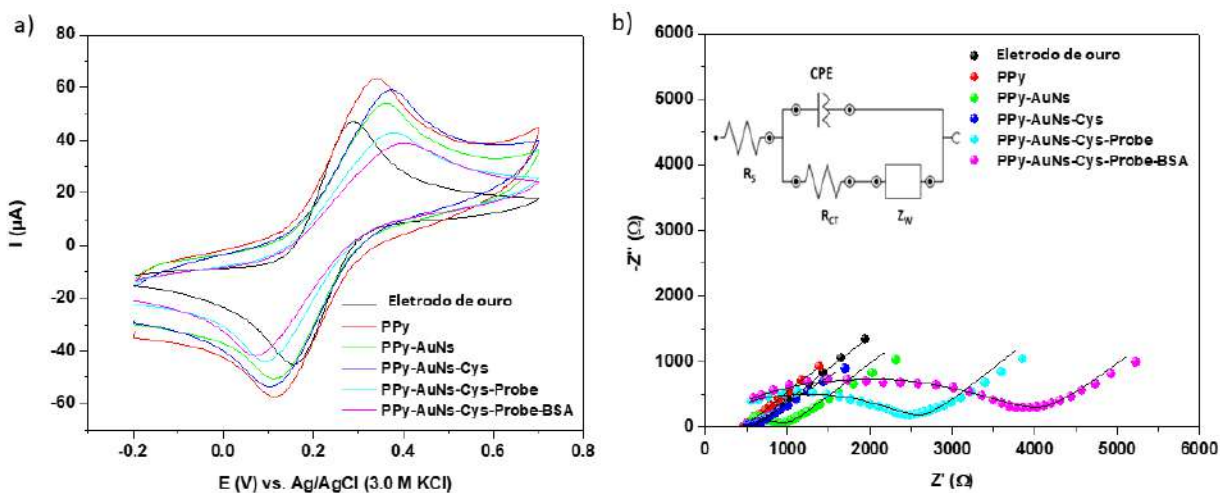 a)
80
60
40
20
0
-20
-40
-60
I (µA)
-0.2
0.0
0.2
0.4
0.6
0.8
E (V) vs. Ag/AgCl (3.0 M KCl)
Eletrodo de ouro
PPy
PPy-AuNs
PPy-AuNs-Cys
PPy-AuNs-Cys-Probe
PPy-AuNs-Cys-Probe-BSA
b)
6000
5000
4000
3000
2000
1000
0
-Z'' (Ω)
0
1000
2000
3000
4000
5000
6000
Z' (Ω)
CPE
RS
RCT
ZW
Eletrodo de ouro
PPy
PPy-AuNs
PPy-AuNs-Cys
PPy-AuNs-Cys-Probe
PPy-AuNs-Cys-Probe-BSA